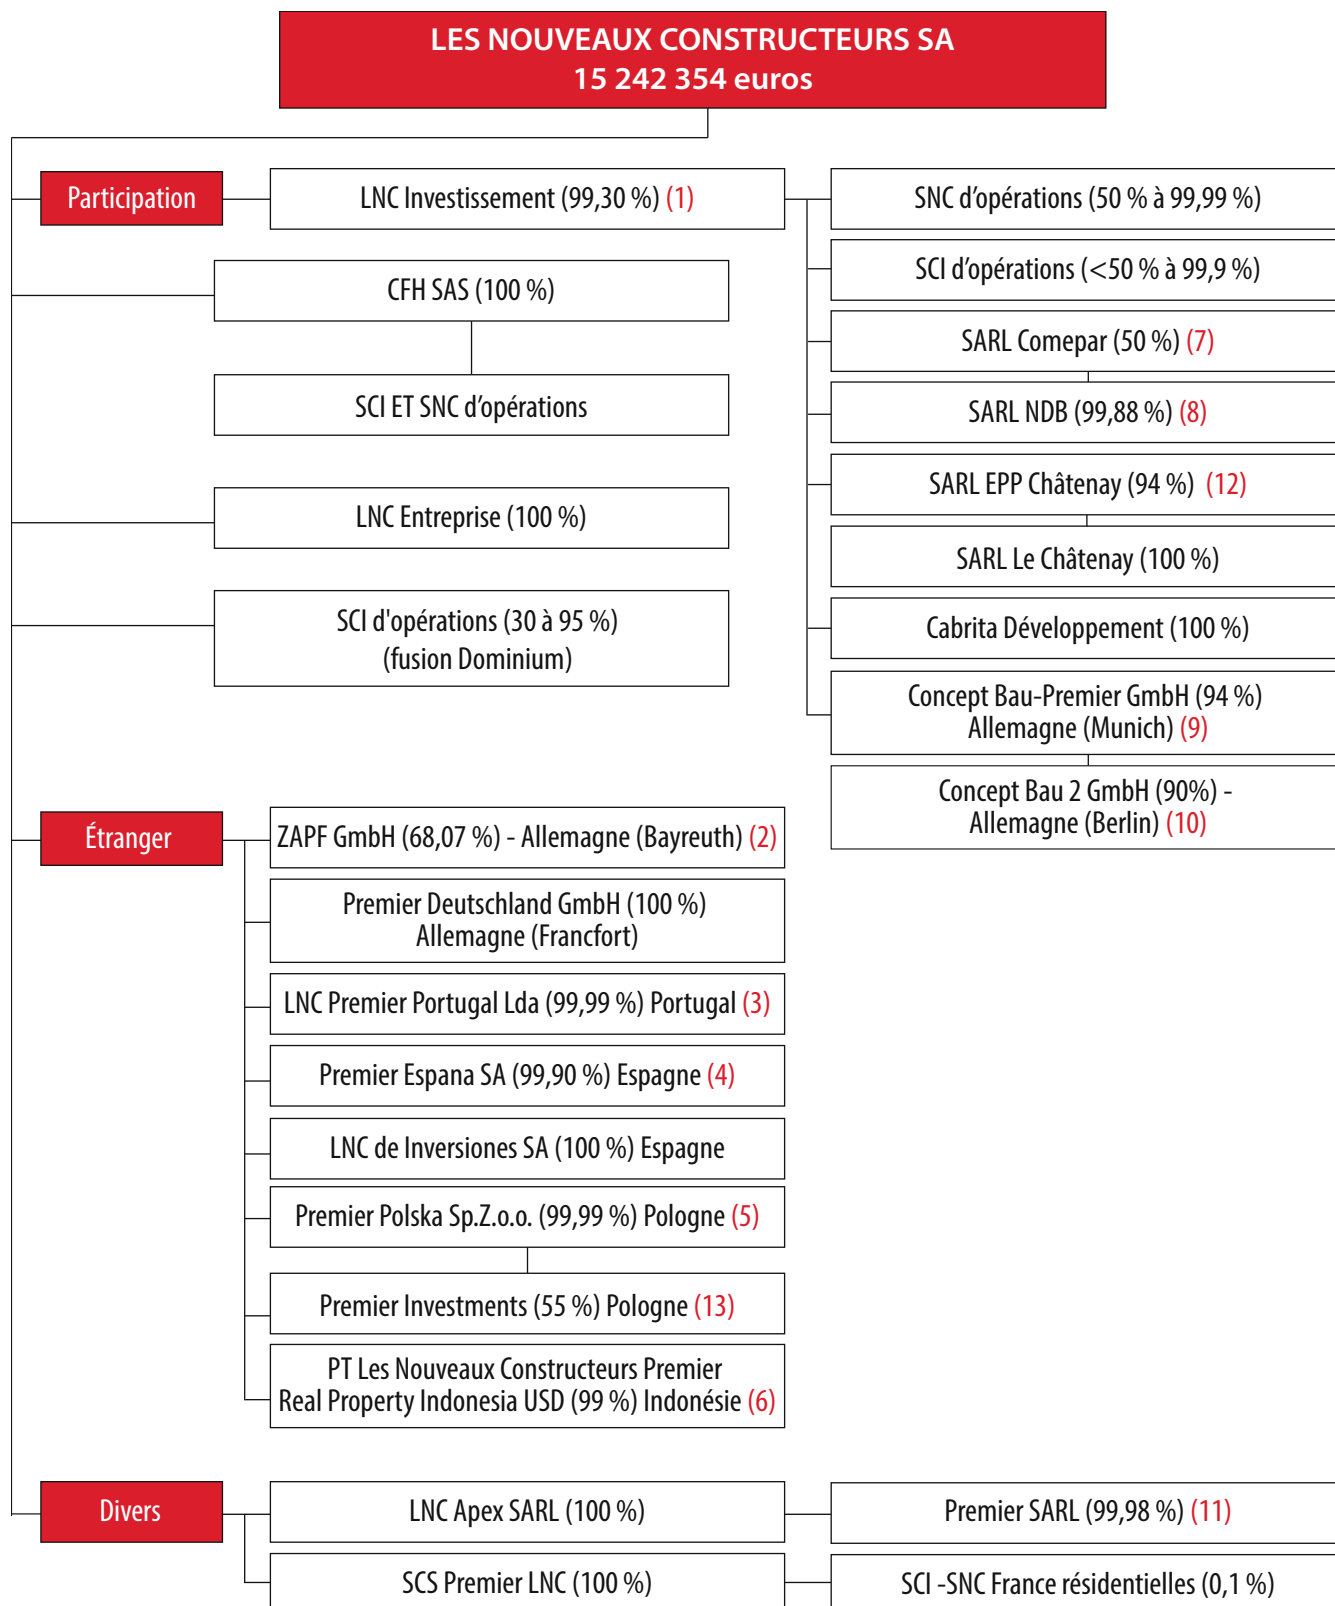 LES NOUVEAUX CONSTRUCTEURS SA
15 242 354 euros
Participation
LNC Investissement (99,30 %) (1)
SNC d'opérations (50 % à 99,99 %)
SCI d'opérations (<50 % à 99,9 %)
CFH SAS (100 %)
SARL Comepar (50 %) (7)
SCI ET SNC d'opérations
SARL NDB (99,88 %) (8)
SARL EPP Châtenay (94 %) (12)
LNC Entreprise (100 %)
SARL Le Châtenay (100 %)
SCI d'opérations (30 à 95 %)
(fusion Dominium)
Cabrita Développement (100 %)
Concept Bau-Premier GmbH (94 %)
Allemagne (Munich) (9)
Concept Bau 2 GmbH (90%) -
Allemagne (Berlin) (10)
Étranger
ZAPF GmbH (68,07 %) - Allemagne (Bayreuth) (2)
Premier Deutschland GmbH (100 %)
Allemagne (Francfort)
LNC Premier Portugal Lda (99,99 %) Portugal (3)
Premier Espana SA (99,90 %) Espagne (4)
LNC de Inversiones SA (100 %) Espagne
Premier Polska Sp.Z.o.o. (99,99 %) Pologne (5)
Premier Investments (55 %) Pologne (13)
PT Les Nouveaux Constructeurs Premier
Real Property Indonesia USD (99 %) Indonésie (6)
Divers
LNC Apex SARL (100 %)
Premier SARL (99,98 %) (11)
SCS Premier LNC (100 %)
SCI -SNC France résidentielles (0,1 %)